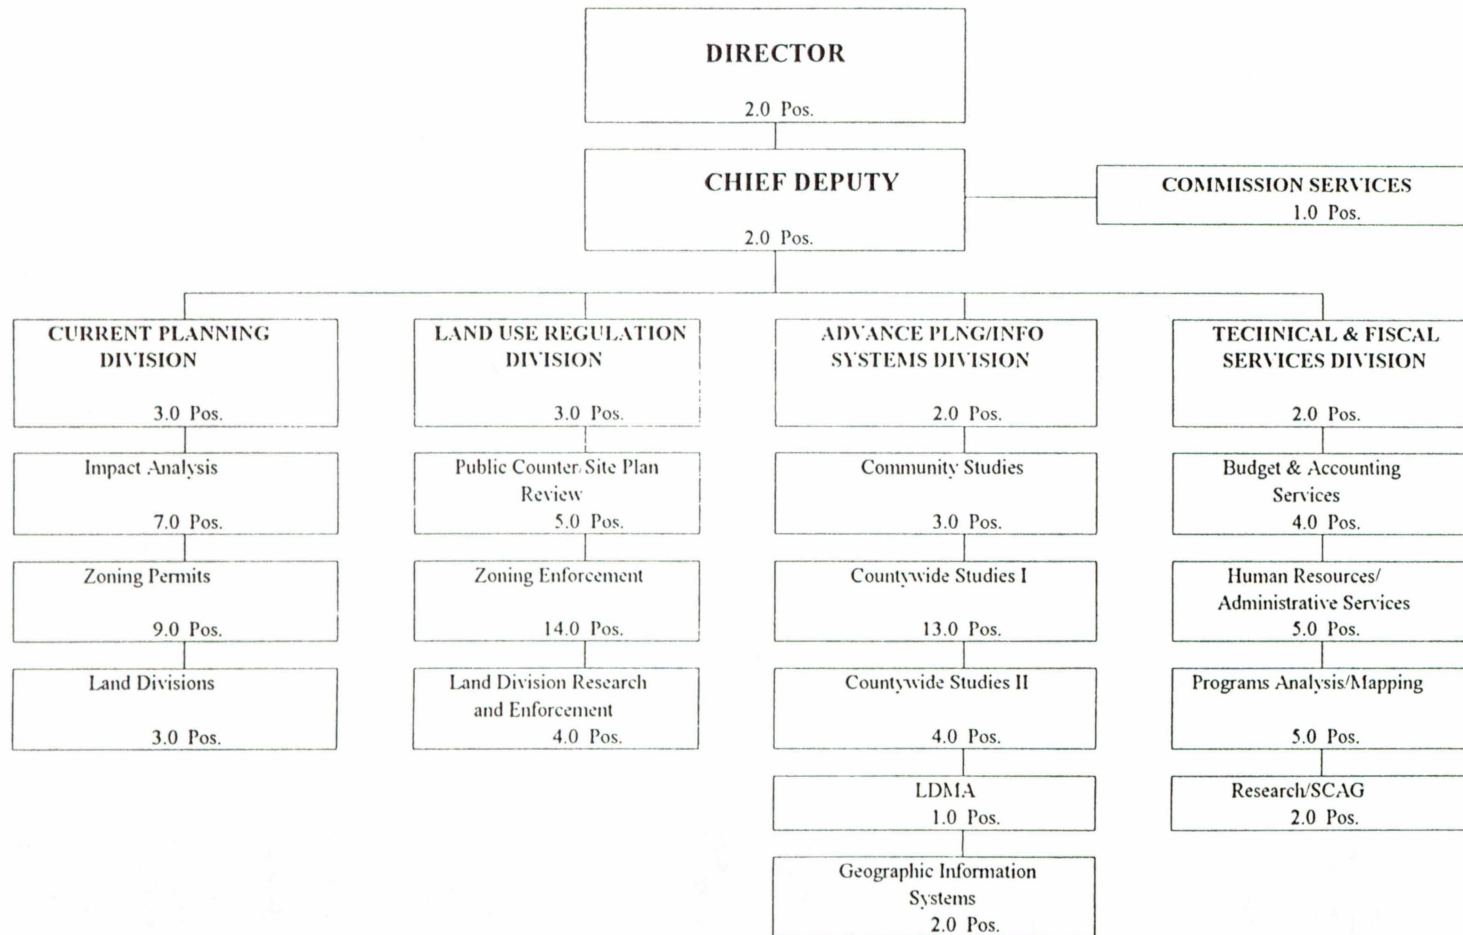 DIRECTOR
2.0 Pos.
CHIEF DEPUTY
2.0 Pos.
COMMISSION SERVICES
1.0 Pos.
CURRENT PLANNING
DIVISION
3.0 Pos.
Impact Analysis
7.0 Pos.
Zoning Permits
9.0 Pos.
Land Divisions
3.0 Pos.
LAND USE REGULATION
DIVISION
3.0 Pos.
Public Counter/Site Plan
Review
5.0 Pos.
Zoning Enforcement
14.0 Pos.
Land Division Research
and Enforcement
4.0 Pos.
ADVANCE PLNG/INFO
SYSTEMS DIVISION
2.0 Pos.
Community Studies
3.0 Pos.
Countywide Studies I
13.0 Pos.
Countywide Studies II
4.0 Pos.
LDMA
1.0 Pos.
Geographic Information
Systems
2.0 Pos.
TECHNICAL & FISCAL
SERVICES DIVISION
2.0 Pos.
Budget & Accounting
Services
4.0 Pos.
Human Resources/
Administrative Services
5.0 Pos.
Programs Analysis/Mapping
5.0 Pos.
Research/SCAG
2.0 Pos.